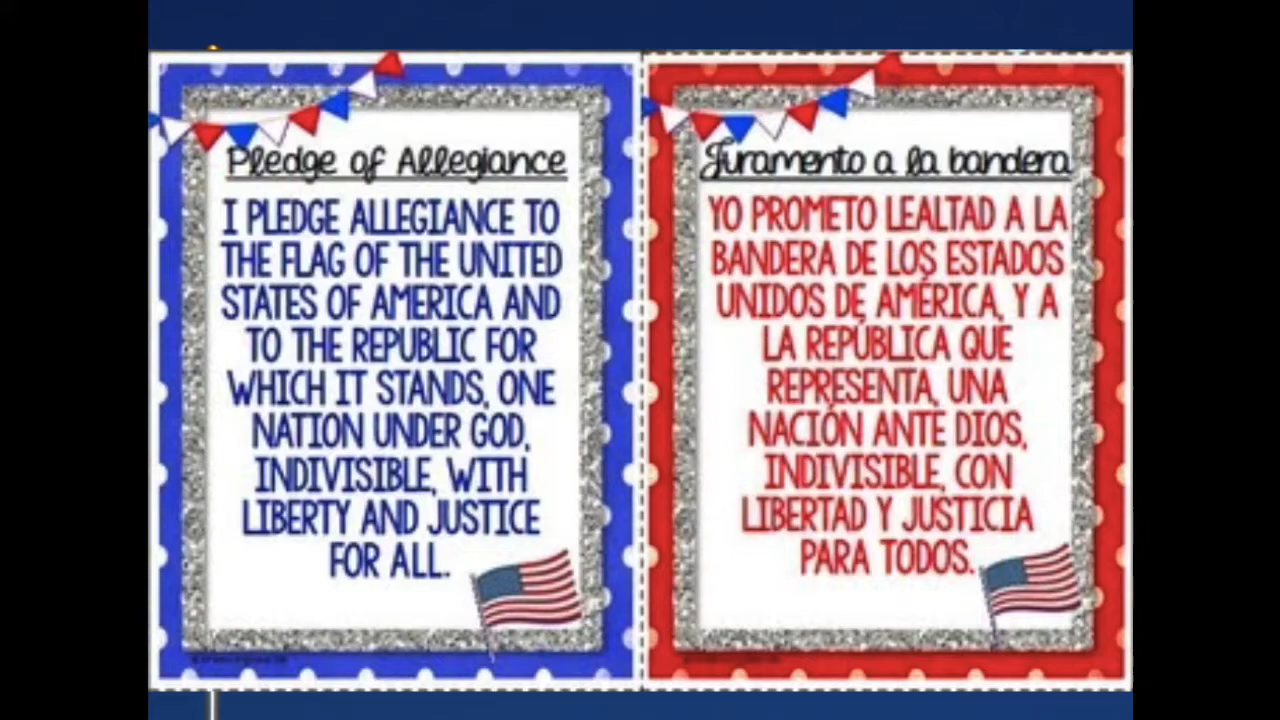 Pledge of Allegiance
I PLEDGE ALLEGIANCE TO
THE FLAG OF THE UNITED
STATES OF AMERICA AND
TO THE REPUBLIC FOR
WHICH IT STANDS, ONE
NATION UNDER GOD,
INDIVISIBLE, WITH
LIBERTY AND JUSTICE
FOR ALL.
Juramento a la bandera
YO PROMETO LEALTAD A LA
BANDERA DE LOS ESTADOS
UNIDOS DE AMÉRICA, Y A
LA REPÚBLICA QUE
REPRESENTA, UNA
NACIÓN ANTE DIOS,
INDIVISIBLE, CON
LIBERTAD Y JUSTICIA
PARA TODOS.